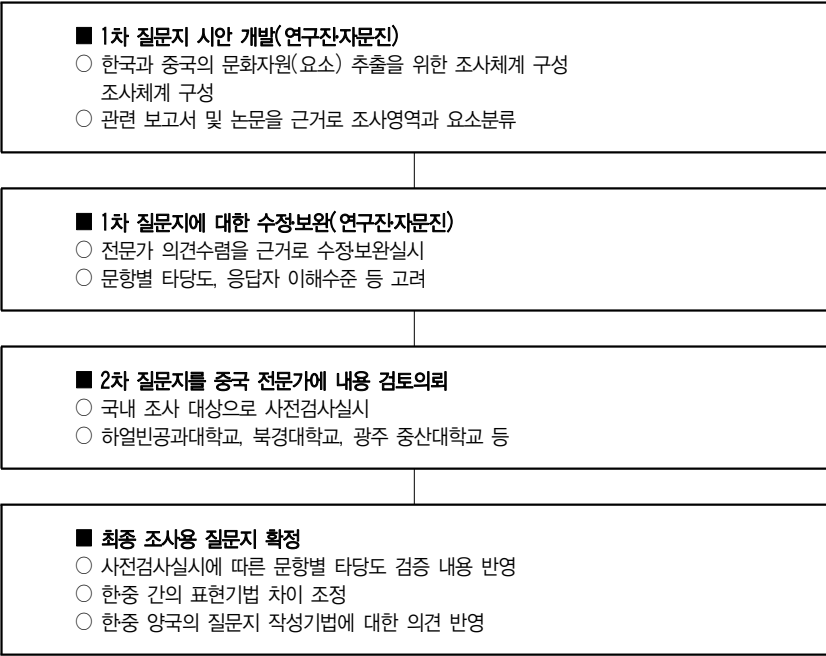 ■ 1차 질문지 시안 개발(연구진·자문진)
○ 한국과 중국의 문화자원(요소) 추출을 위한 조사체계 구성
조사체계 구성
○ 관련 보고서 및 논문을 근거로 조사영역과 요소분류
■ 1차 질문지에 대한 수정·보완(연구진·자문진)
○ 전문가 의견수렴을 근거로 수정·보완실시
○ 문항별 타당도, 응답자 이해수준 등 고려
■ 2차 질문지를 중국 전문가에 내용 검토의뢰
○ 국내 조사 대상으로 사전검사실시
○ 하얼빈공과대학교, 북경대학교, 광주 중산대학교 등
■ 최종 조사용 질문지 확정
○ 사전검사실시에 따른 문항별 타당도 검증 내용 반영
○ 한·중 간의 표현기법 차이 조정
○ 한·중 양국의 질문지 작성기법에 대한 의견 반영